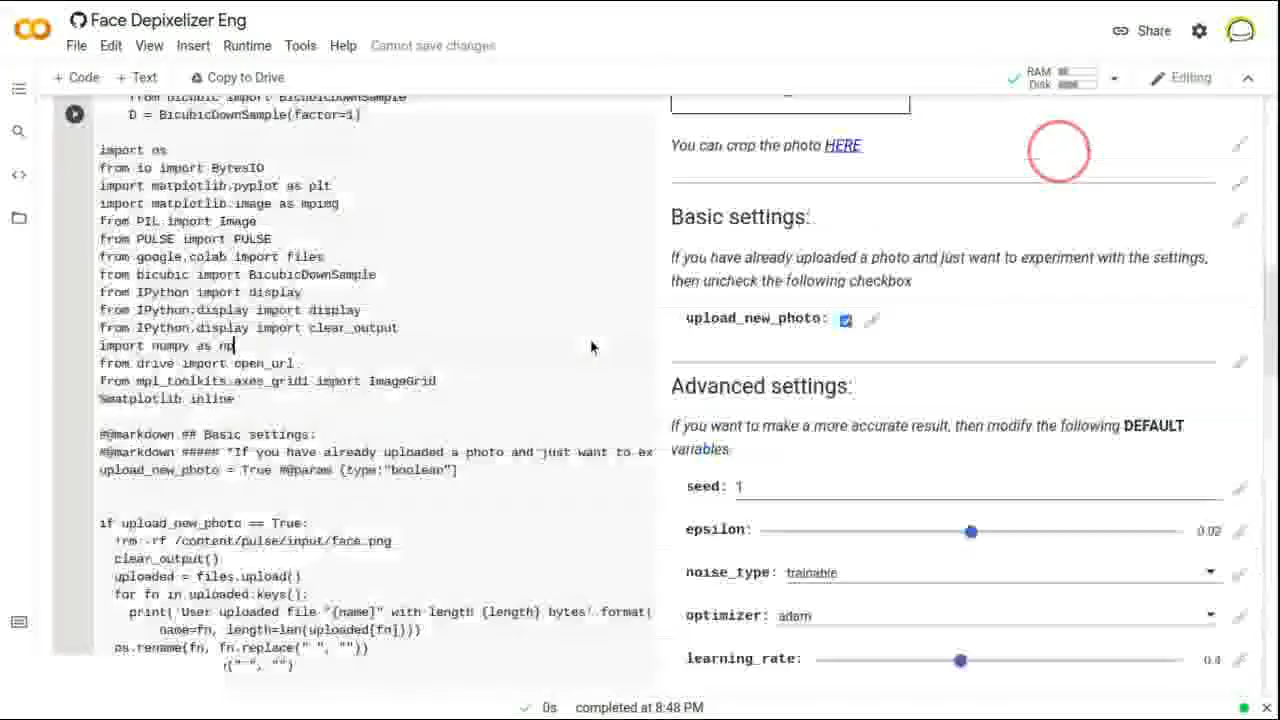 Face Depixelizer Eng
File Edit View Insert Runtime Tools Help Cannot save changes
Share
+ Code + Text Copy to Drive
RAM
Disk
Editing
from bicubic import BicubicDownSample
D = BicubicDownSample(factor=1)
import os
from io import BytesIO
import matplotlib.pyplot as plt
import matplotlib.image as mpimg
from PIL import Image
from PULSE import PULSE
from google.colab import files
from bicubic import BicubicDownSample
from IPython import display
from IPython.display import display
from IPython.display import clear_output
import numpy as np
from drive import open_url
from mpl_toolkits.axes_grid1 import ImageGrid
%matplotlib inline
#@markdown ## Basic settings:
#@markdown ##### *If you have already uploaded a photo and just want to ex
upload_new_photo = True #@param {type:"boolean"}
if upload_new_photo == True:
!rm -rf /content/pulse/input/face.png
clear_output()
uploaded = files.upload()
for fn in uploaded.keys():
print('User uploaded file "{name}" with length {length} bytes'.format(
name=fn, length=len(uploaded[fn])))
os.rename(fn, fn.replace(" ", ""))
(" ", "")
You can crop the photo HERE
Basic settings:
If you have already uploaded a photo and just want to experiment with the settings,
then uncheck the following checkbox
upload_new_photo:
Advanced settings:
If you want to make a more accurate result, then modify the following DEFAULT
variables
seed: 1
epsilon: 0.02
noise_type: trainable
optimizer: adam
learning_rate: 0.4
0s completed at 8:48 PM